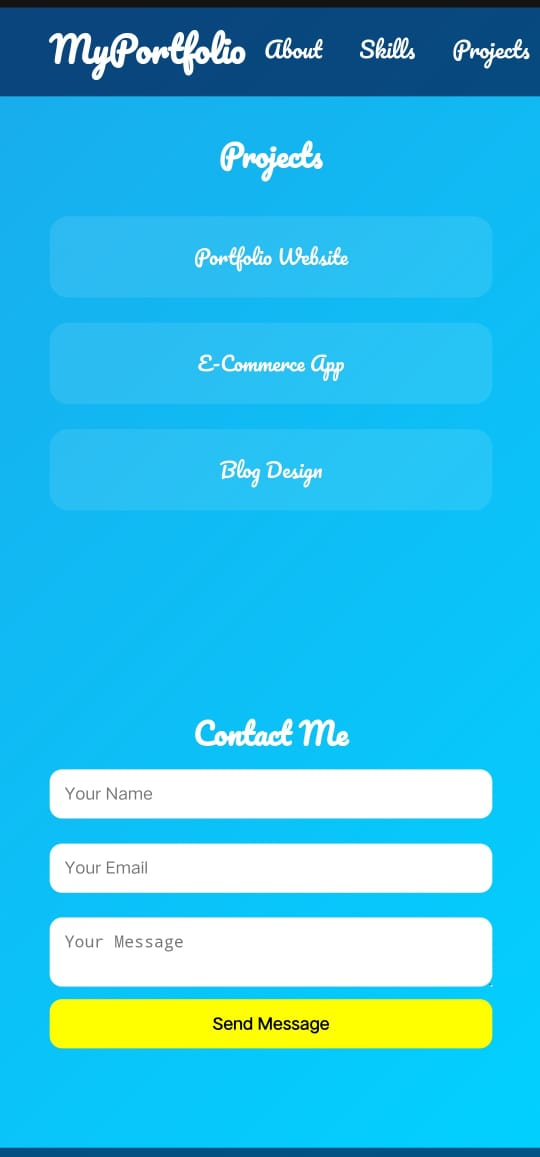 MyPortfolio About Skills Projects
Projects
Portfolio Website
E-Commerce App
Blog Design
Contact Me
Your Name
Your Email
Your Message
Send Message